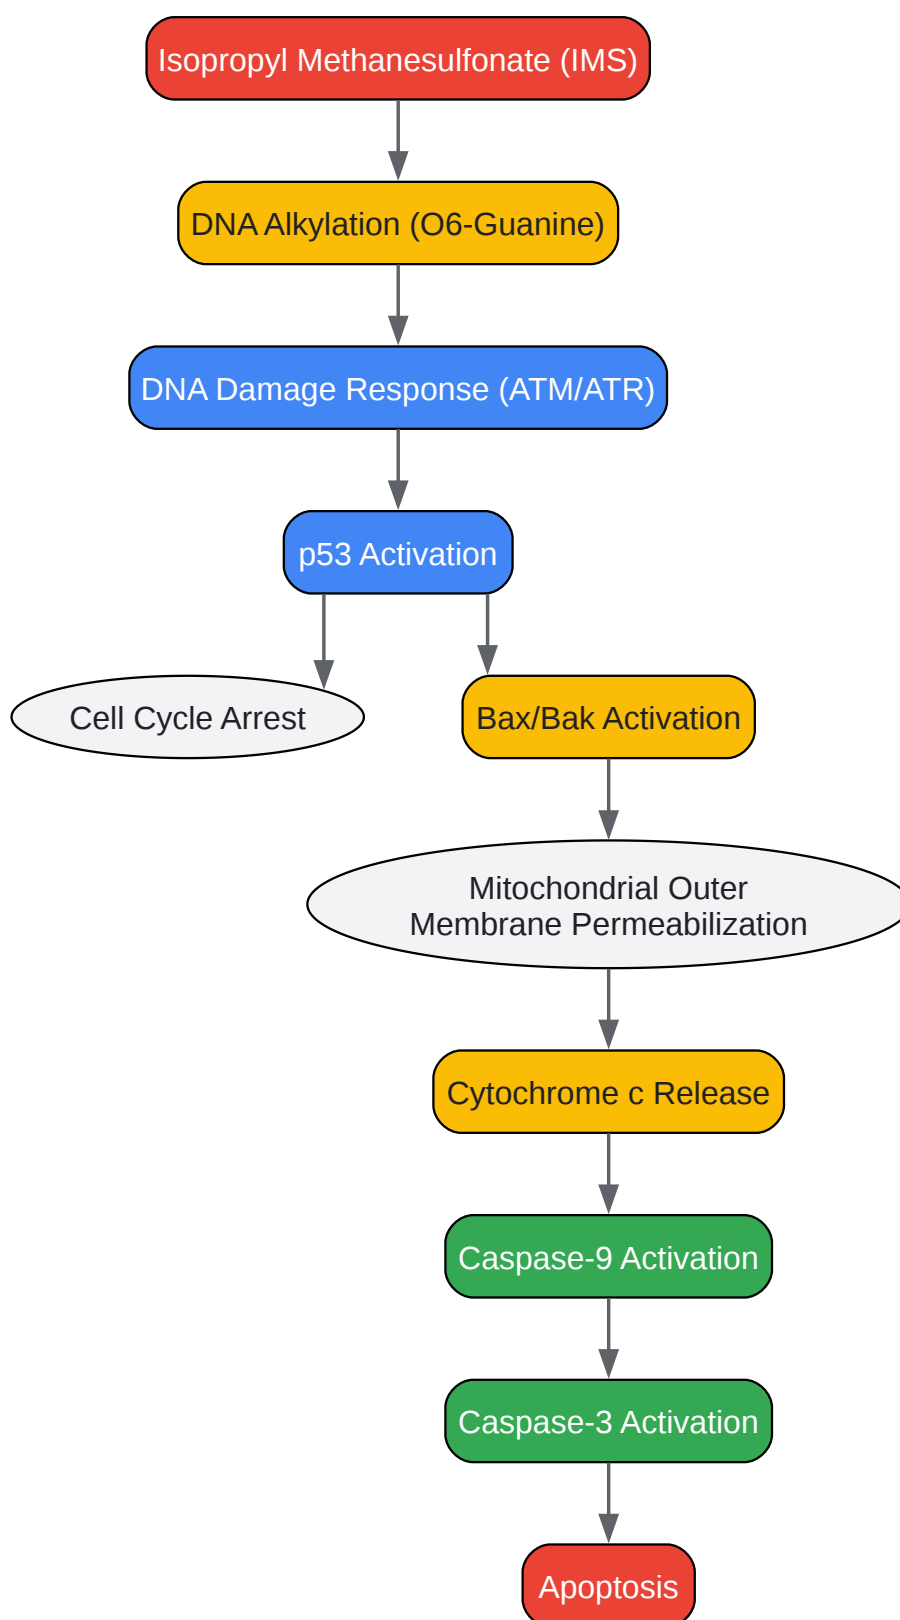 Isopropyl Methanesulfonate (IMS)
DNA Alkylation (O6-Guanine)
DNA Damage Response (ATM/ATR)
p53 Activation
Cell Cycle Arrest
Bax/Bak Activation
Mitochondrial Outer
Membrane Permeabilization
Cytochrome c Release
Caspase-9 Activation
Caspase-3 Activation
Apoptosis